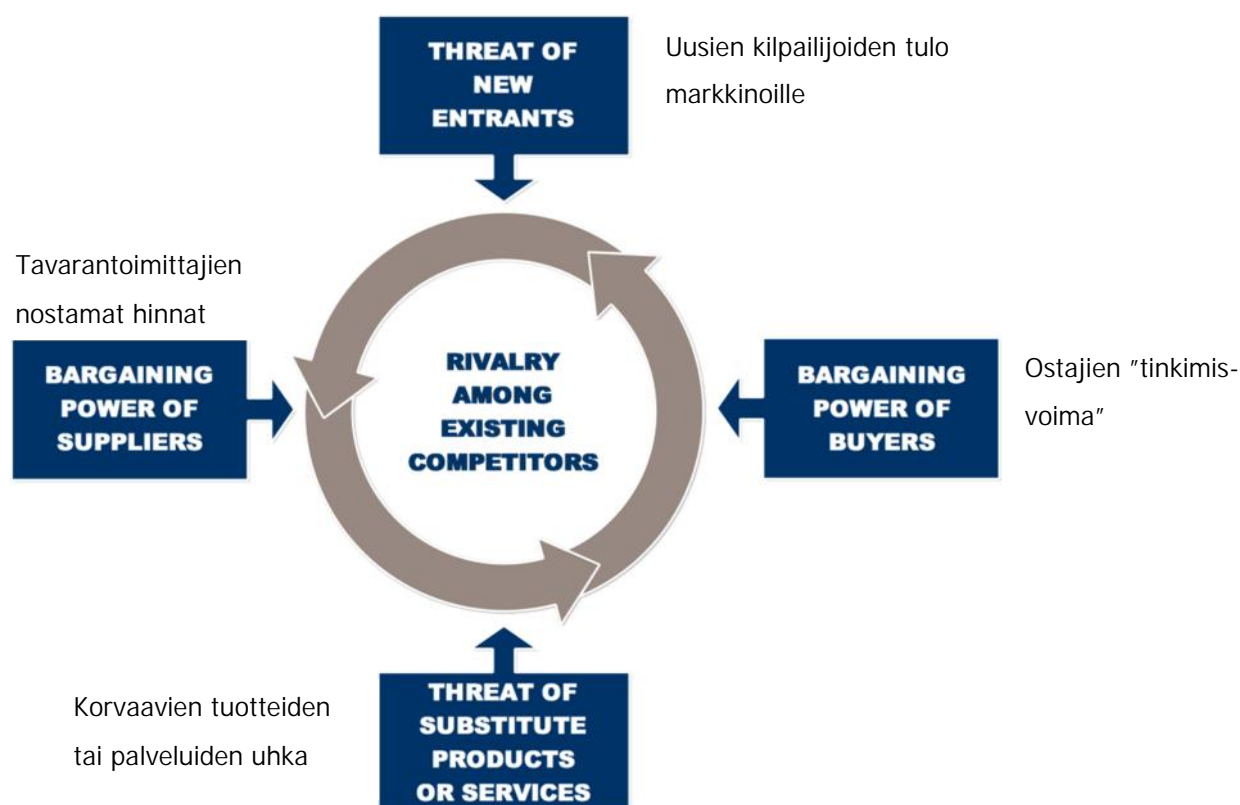 THREAT OF
NEW
ENTRANTS
Uusien kilpailijoiden tulo
markkinoille
Tavarantoimittajien
nostamat hinnat
BARGAINING
POWER OF
SUPPLIERS
RIVALRY
AMONG
EXISTING
COMPETITORS
BARGAINING
POWER OF
BUYERS
Ostajien "tinkimis-
voima"
Korvaavien tuotteiden
tai palveluiden uhka
THREAT OF
SUBSTITUTE
PRODUCTS
OR SERVICES